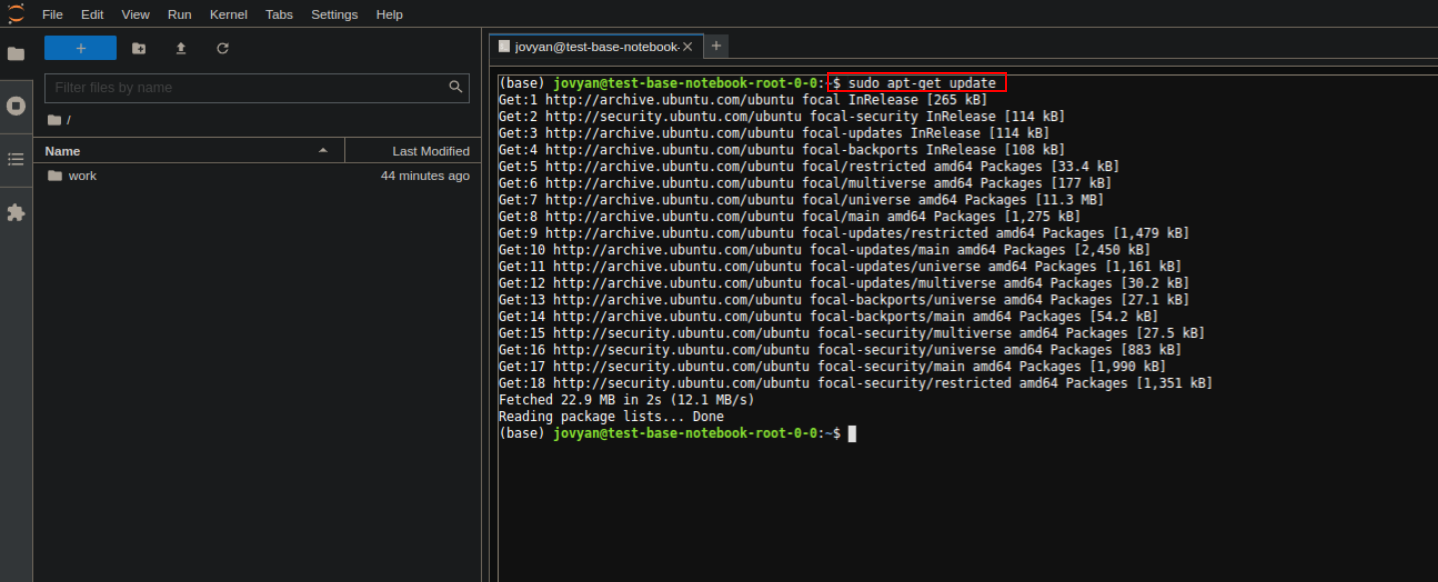 File Edit View Run Kernel Tabs Settings Help
+
Filter files by name
/
Name Last Modified
work 44 minutes ago
jovyan@test-base-notebook- +
(base) jovyan@test-base-notebook-root-0-0:~$ sudo apt-get update
Get:1 http://archive.ubuntu.com/ubuntu focal InRelease [265 kB]
Get:2 http://security.ubuntu.com/ubuntu focal-security InRelease [114 kB]
Get:3 http://archive.ubuntu.com/ubuntu focal-updates InRelease [114 kB]
Get:4 http://archive.ubuntu.com/ubuntu focal-backports InRelease [108 kB]
Get:5 http://archive.ubuntu.com/ubuntu focal/restricted amd64 Packages [33.4 kB]
Get:6 http://archive.ubuntu.com/ubuntu focal/multiverse amd64 Packages [177 kB]
Get:7 http://archive.ubuntu.com/ubuntu focal/universe amd64 Packages [11.3 MB]
Get:8 http://archive.ubuntu.com/ubuntu focal/main amd64 Packages [1,275 kB]
Get:9 http://archive.ubuntu.com/ubuntu focal-updates/restricted amd64 Packages [1,479 kB]
Get:10 http://archive.ubuntu.com/ubuntu focal-updates/main amd64 Packages [2,450 kB]
Get:11 http://archive.ubuntu.com/ubuntu focal-updates/universe amd64 Packages [1,161 kB]
Get:12 http://archive.ubuntu.com/ubuntu focal-updates/multiverse amd64 Packages [30.2 kB]
Get:13 http://archive.ubuntu.com/ubuntu focal-backports/universe amd64 Packages [27.1 kB]
Get:14 http://archive.ubuntu.com/ubuntu focal-backports/main amd64 Packages [54.2 kB]
Get:15 http://security.ubuntu.com/ubuntu focal-security/multiverse amd64 Packages [27.5 kB]
Get:16 http://security.ubuntu.com/ubuntu focal-security/universe amd64 Packages [883 kB]
Get:17 http://security.ubuntu.com/ubuntu focal-security/main amd64 Packages [1,990 kB]
Get:18 http://security.ubuntu.com/ubuntu focal-security/restricted amd64 Packages [1,351 kB]
Fetched 22.9 MB in 2s (12.1 MB/s)
Reading package lists... Done
(base) jovyan@test-base-notebook-root-0-0:~$